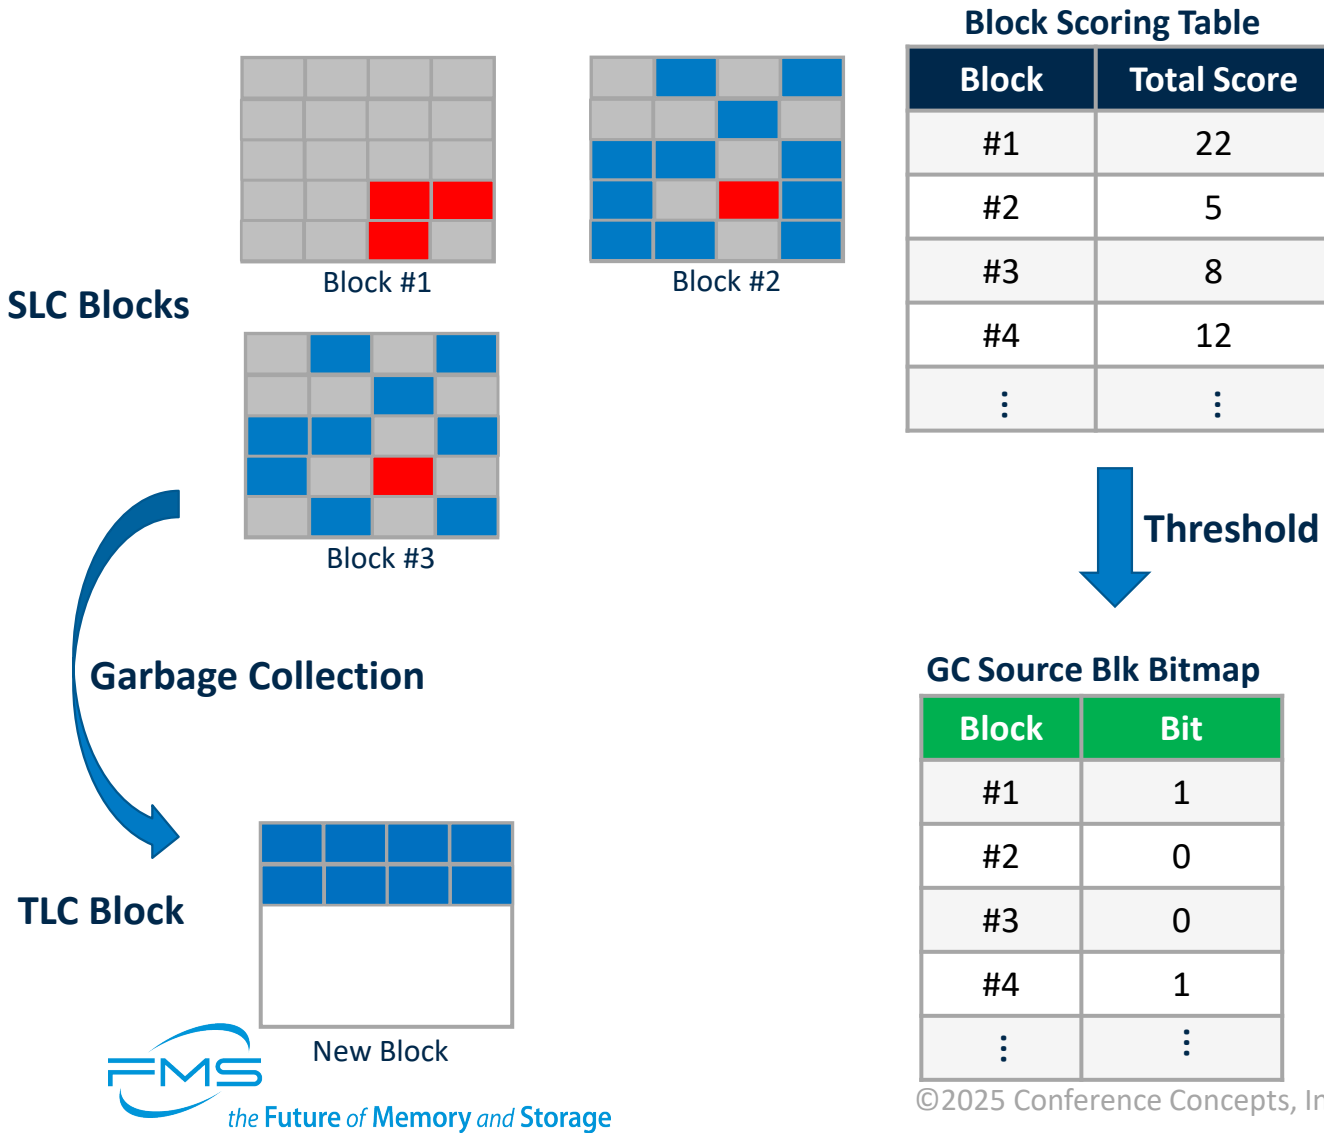 Block Scoring Table
Block Total Score
#1 22
#2 5
#3 8
#4 12
⋮ ⋮
Block #1
Block #2
SLC Blocks
Block #3
Threshold
Garbage Collection
GC Source Blk Bitmap
Block Bit
#1 1
#2 0
#3 0
#4 1
⋮ ⋮
TLC Block
New Block
FMS
the Future of Memory and Storage
©2025 Conference Concepts, In